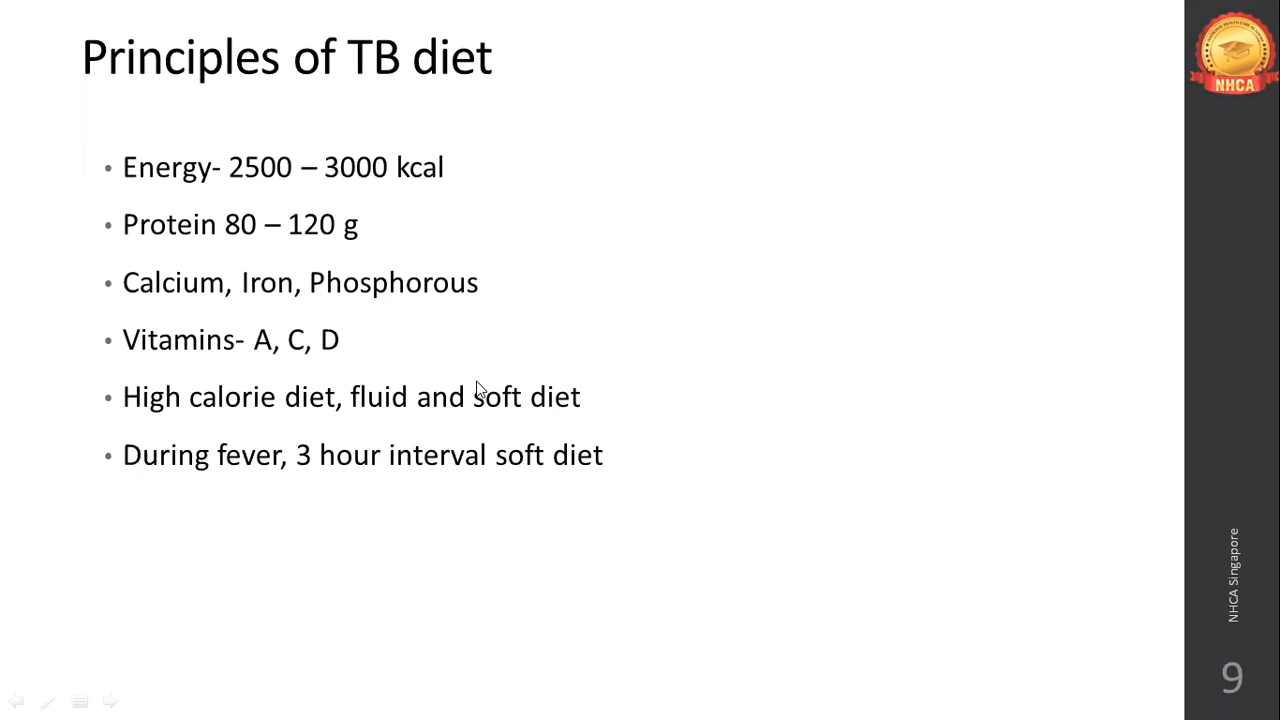 Principles of TB diet
NHCA
• Energy- 2500 – 3000 kcal
• Protein 80 – 120 g
• Calcium, Iron, Phosphorous
• Vitamins- A, C, D
• High calorie diet, fluid and soft diet
• During fever, 3 hour interval soft diet
NHCA Singapore
9